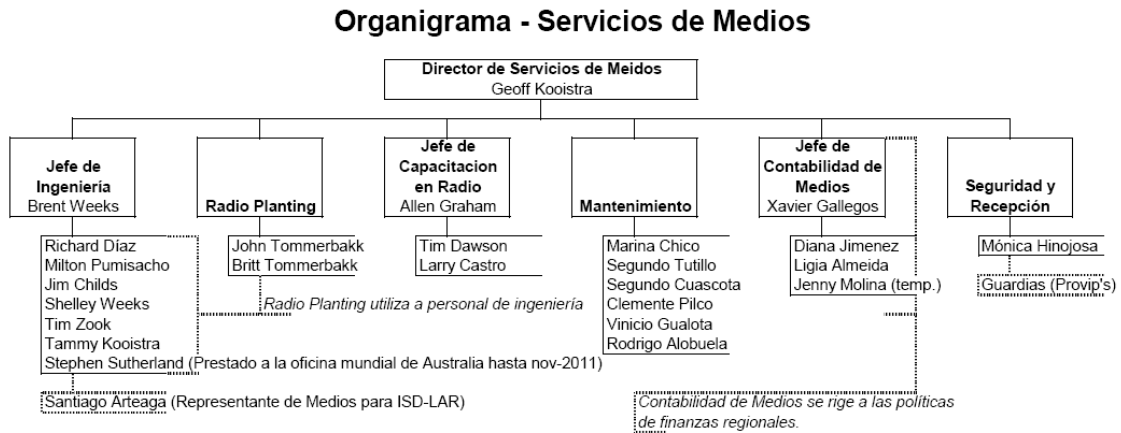 Organigrama - Servicios de Medios
Director de Servicios de Meidos
Geoff Kooistra
Jefe de
Ingeniería
Brent Weeks
Radio Planting
Jefe de
Capacitacion
en Radio
Allen Graham
Mantenimiento
Jefe de
Contabilidad de
Medios
Xavier Gallegos
Seguridad y
Recepción
Richard Díaz
Milton Pumisacho
Jim Childs
Shelley Weeks
Tim Zook
Tammy Kooistra
Stephen Sutherland (Prestado a la oficina mundial de Australia hasta nov-2011)
Santiago Arteaga (Representante de Medios para ISD-LAR)
John Tommerbakk
Britt Tommerbakk
Radio Planting utiliza a personal de ingeniería
Tim Dawson
Larry Castro
Marina Chico
Segundo Tutillo
Segundo Cuascota
Clemente Pilco
Vinicio Gualota
Rodrigo Alobuela
Diana Jimenez
Ligia Almeida
Jenny Molina (temp.)
Contabilidad de Medios se rige a las políticas
de finanzas regionales.
Mónica Hinojosa
Guardias (Provip's)